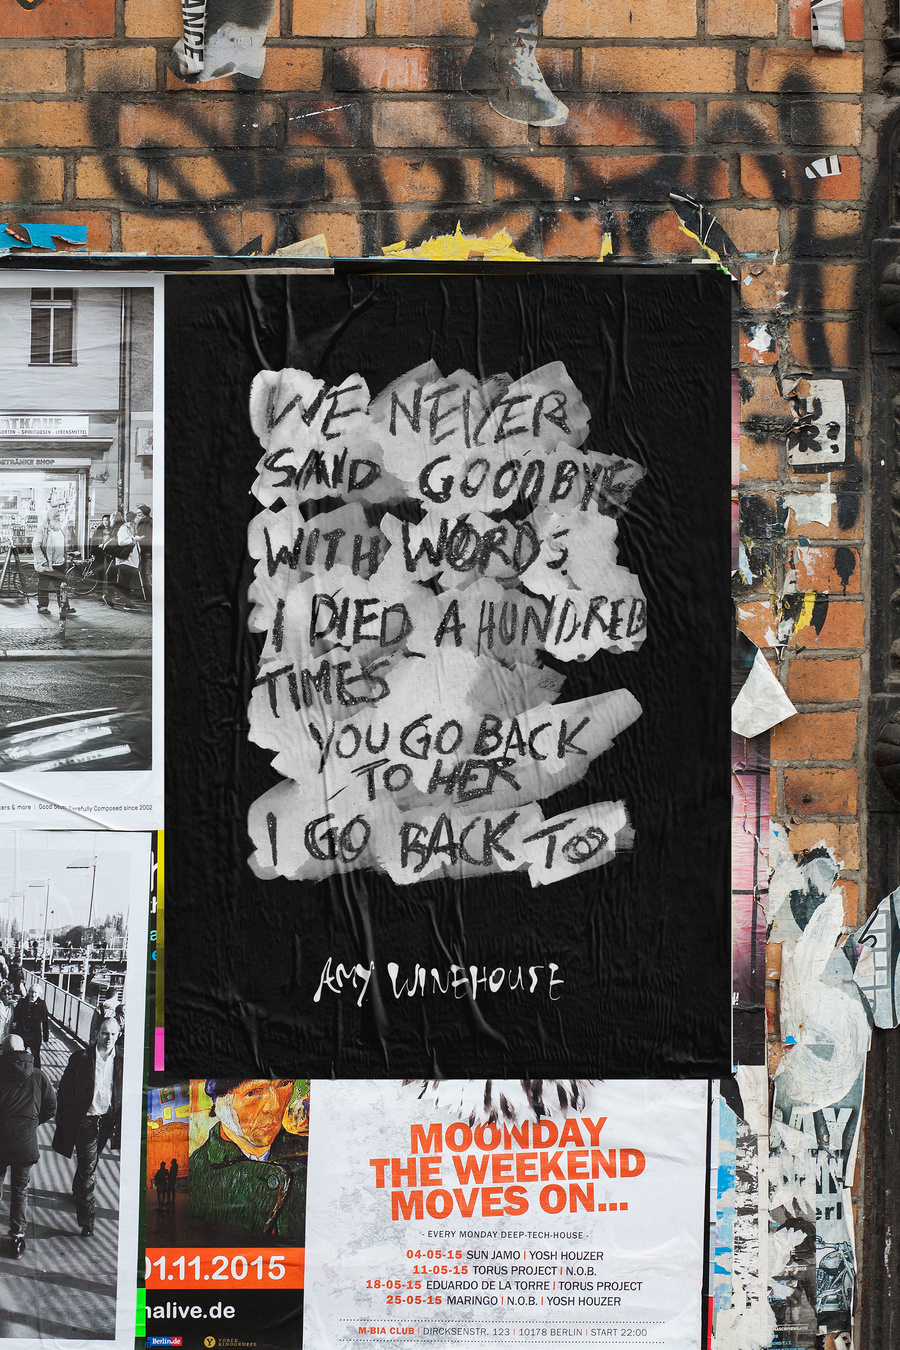 WE NEVER
SAID GOODBYE
WITH WORDS
I DIED A HUNDRED
TIMES
YOU GO BACK
TO HER
I GO BACK TO
AMY WINEHOUSE
GETRÄNKE SHOP
Good Stuff Carefully Composed since 2002
MOONDAY
THE WEEKEND
MOVES ON...
- EVERY MONDAY DEEP-TECH-HOUSE -
04-05-15 SUN JAMO | YOSH HOUZER
11-05-15 TORUS PROJECT | N.O.B.
18-05-15 EDUARDO DE LA TORRE | TORUS PROJECT
25-05-15 MARINGO | N.O.B. | YOSH HOUZER
M-BIA CLUB | DIRCKSENSTR. 123 | 10178 BERLIN | START 22:00
01.11.2015
nalive.de
Berlin.de
YORCK
KINOGRUPPE